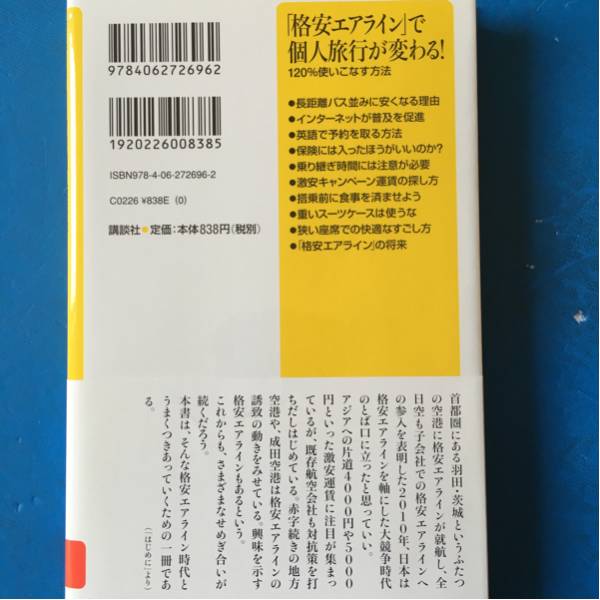 9784062726962
1920226008385
ISBN978-4-06-272696-2
C0226 ¥838E (0)
講談社●定価：本体838円（税別）
「格安エアライン」で
個人旅行が変わる！
120%使いこなす方法
●長距離バス並みに安くなる理由
●インターネットが普及を促進
●英語で予約を取る方法
●保険には入ったほうがいいのか？
●乗り継ぎ時間には注意が必要
●激安キャンペーン運賃の探し方
●搭乗前に食事を済ませよう
●重いスーツケースは使うな
●狭い座席での快適なすごし方
●「格安エアライン」の将来
首都圏にある羽田・茨城というふたつ
の空港に格安エアラインが就航し、全
日空も子会社での格安エアラインへ
の参入を表明した2010年、日本は
格安エアラインを軸にした大競争時代
のとば口に立ったと思っていい。
アジアへの片道4000円や5000
円といった激安運賃に注目が集まっ
ているが、既存航空会社も対抗策を打
ちだしはじめている。赤字続きの地方
空港や、成田空港は格安エアラインの
誘致の動きをみせている。興味を示す
格安エアラインもあるという。
これからも、さまざまなせめぎ合いが
続くだろう。
本書は、そんな格安エアライン時代と
うまくつきあっていくための一冊であ
る。
（「はじめに」より）